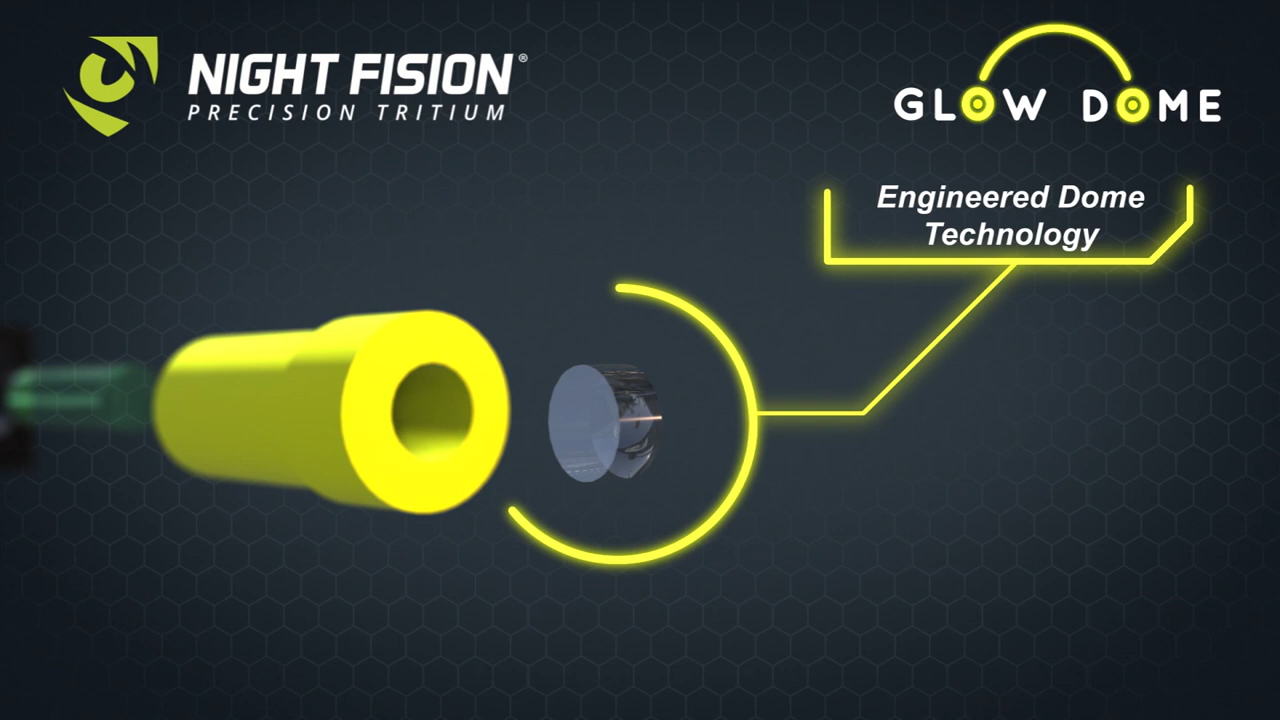 NIGHT FISION®
PRECISION TRITIUM
GLOW DOME
Engineered Dome
Technology